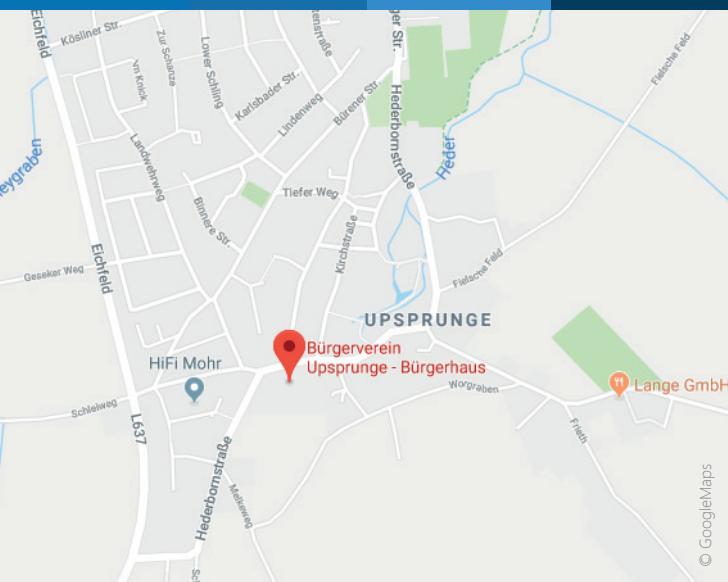 Eichfeld
Kösliner Str.
Zur Schanze
Lower Schling
Karlsbader Str.
Lindenweg
Bürener Str.
Hederbornstraße
Fielsche Feld
Heder
Landwehrweg
Binnere Str.
Tiefer Weg
Kirchstraße
Geseker Weg
Eichfeld
Fielsche Feld
UPSPRUNGE
HiFi Mohr
Bürgerverein
Upsprunge - Bürgerhaus
Worgraben
Lange GmbH
Schleiweg
L637
Hederbornstraße
Melkeweg
Frieth
© GoogleMaps